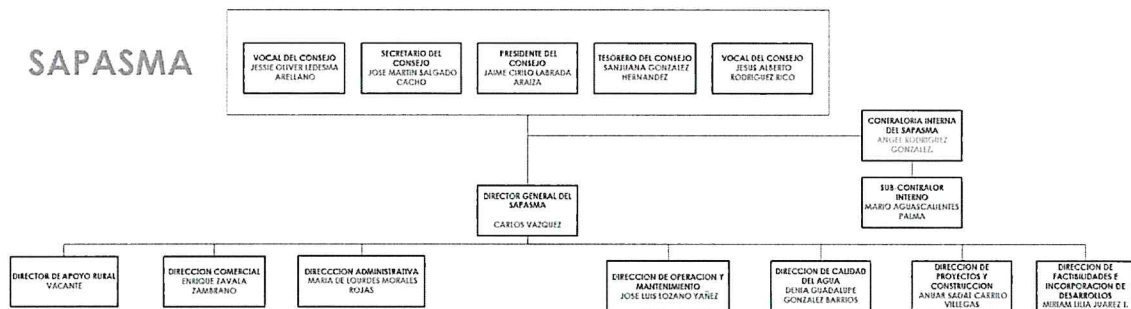 SAPASMA
VOCAL DEL CONSEJO
JESSIE OLIVER LEDESMA
ARELLANO
SECRETARIO DEL
CONSEJO
JOSE MARTIN SALGADO
CACHO
PRESIDENTE DEL
CONSEJO
JAIME CIRILO LABRADA
ARAIZA
TESORERO DEL CONSEJO
SANJUANA GONZALEZ
HERNANDEZ
VOCAL DEL CONSEJO
JESUS ALBERTO
RODRIGUEZ RICO
CONTRALORIA INTERNA
DEL SAPASMA
ANGEL RODRIGUEZ
GONZALEZ.
SUB-CONTRALOR
INTERNO
MARIO AGUASCALIENTES
PALMA
DIRECTOR GENERAL DEL
SAPASMA
CARLOS VAZQUEZ
DIRECTOR DE APOYO RURAL
VACANTE
DIRECCION COMERCIAL
ENRIQUE ZAVALA
ZAMBRANO
DIRECCCION ADMINISTRATIVA
MARIA DE LOURDES MORALES
ROJAS
DIRECCION DE OPERACION Y
MANTENIMIENTO
JOSE LUIS LOZANO YAÑEZ
DIRECCION DE CALIDAD
DEL AGUA
DENIA GUADALUPE
GONZALEZ BARRIOS
DIRECCION DE
PROYECTOS Y
CONSTRUCCION
ANUAR SADAI CARRILO
VILLEGAS
DIRECCION DE
FACTIBILIDADES E
INCORPORACION DE
DESARROLLOS
MIRIAM LILIA JUAREZ I.